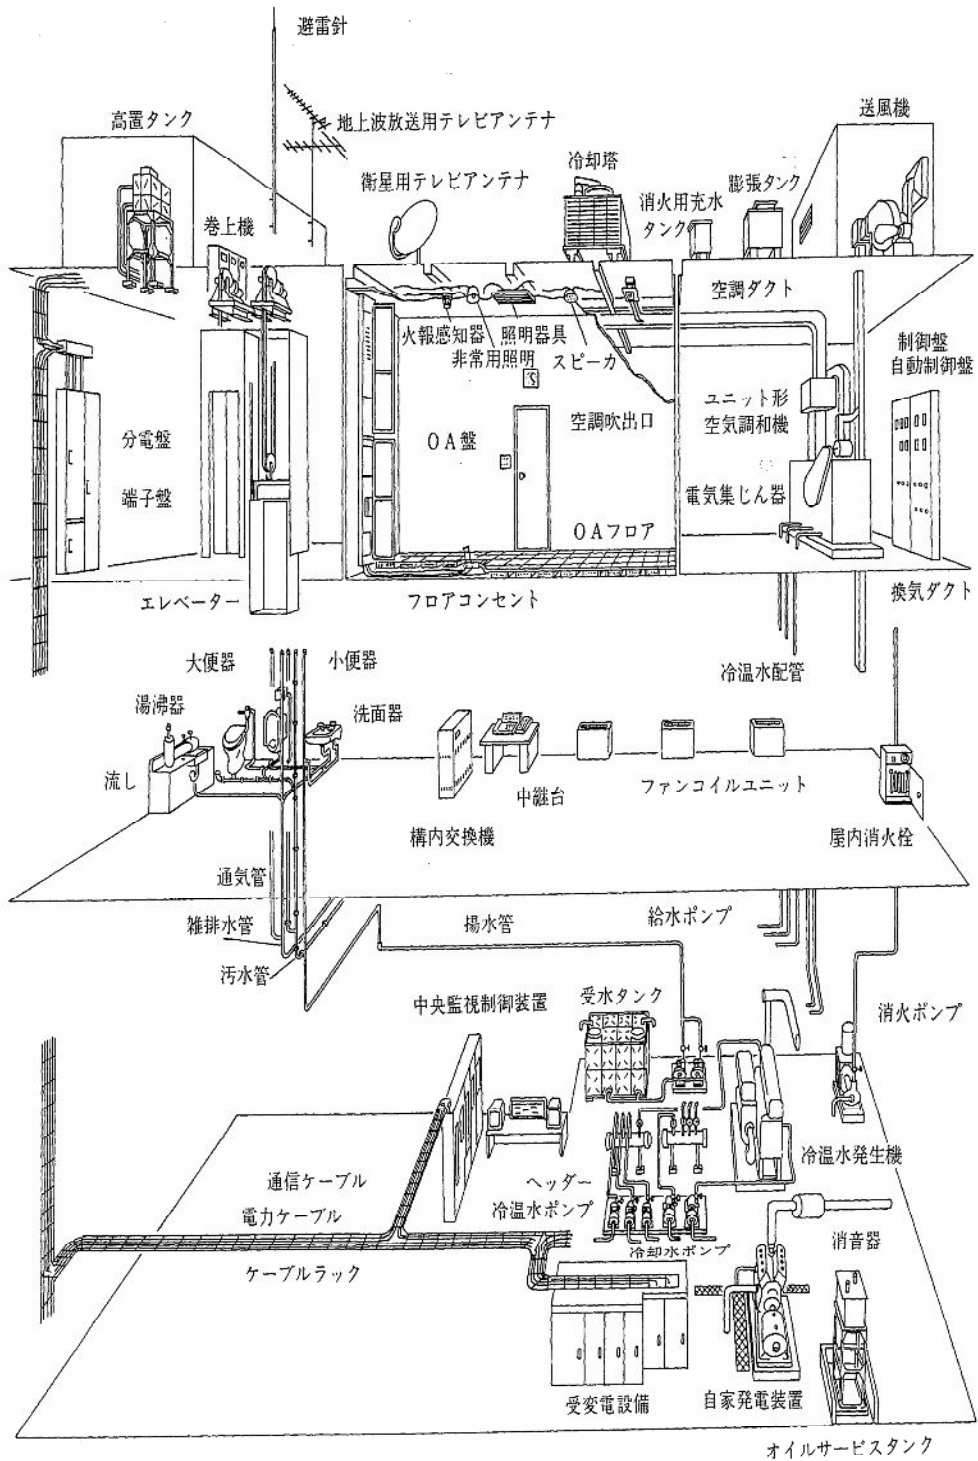 避雷針
高置タンク
地上波放送用テレビアンテナ
送風機
衛星用テレビアンテナ
冷却塔
消火用充水
タンク
膨張タンク
巻上機
空調ダクト
火報感知器
照明器具
非常用照明
スピーカ
制御盤
自動制御盤
ユニット形
空気調和機
空調吹出口
分電盤
OA盤
端子盤
電気集じん器
OAフロア
エレベーター
フロアコンセント
換気ダクト
大便器
小便器
冷温水配管
湯沸器
洗面器
流し
中継台
ファンコイルユニット
構内交換機
屋内消火栓
通気管
雑排水管
揚水管
給水ポンプ
汚水管
中央監視制御装置
受水タンク
消火ポンプ
通信ケーブル
ヘッダー
冷温水発生機
電力ケーブル
冷温水ポンプ
冷却水ポンプ
消音器
ケーブルラック
受変電設備
自家発電装置
オイルサービスタンク